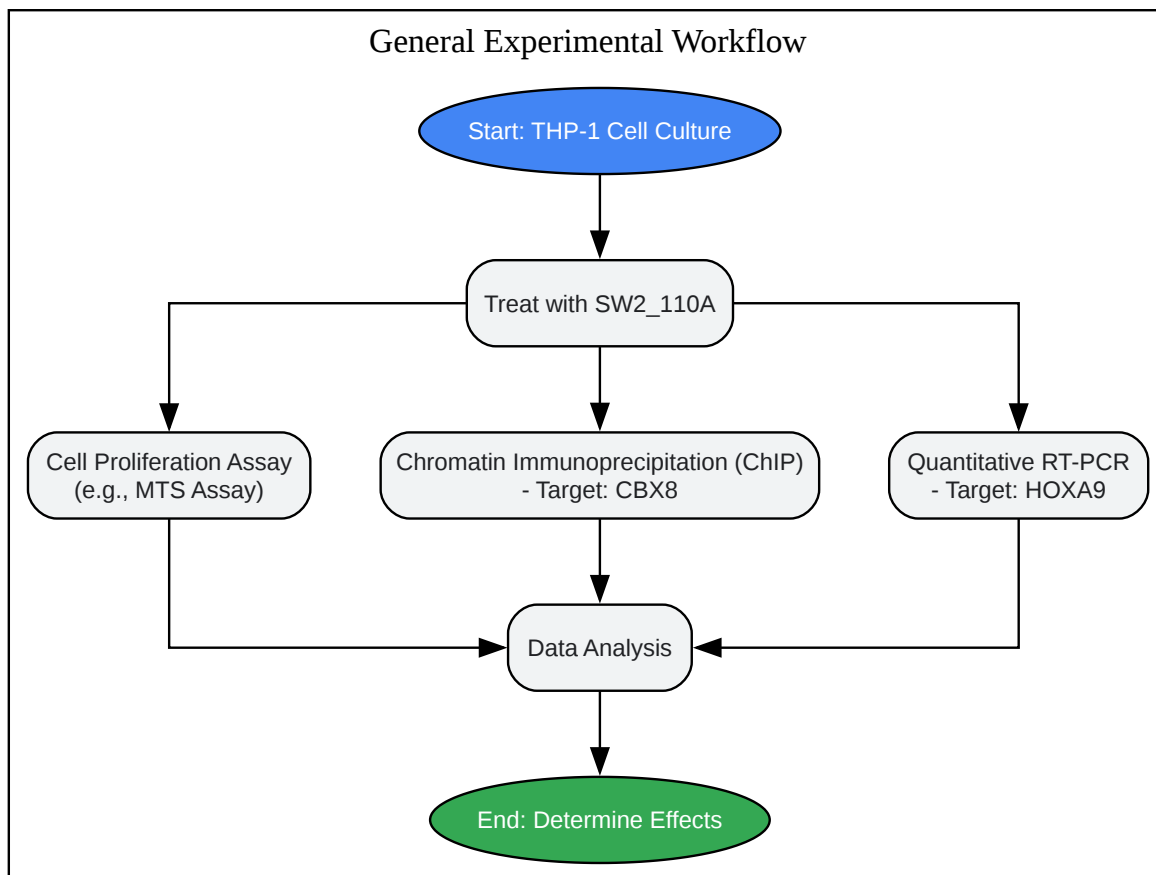 General Experimental Workflow
Start: THP-1 Cell Culture
Treat with SW2_110A
Cell Proliferation Assay
(e.g., MTS Assay)
Chromatin Immunoprecipitation (ChIP)
- Target: CBX8
Quantitative RT-PCR
- Target: HOXA9
Data Analysis
End: Determine Effects